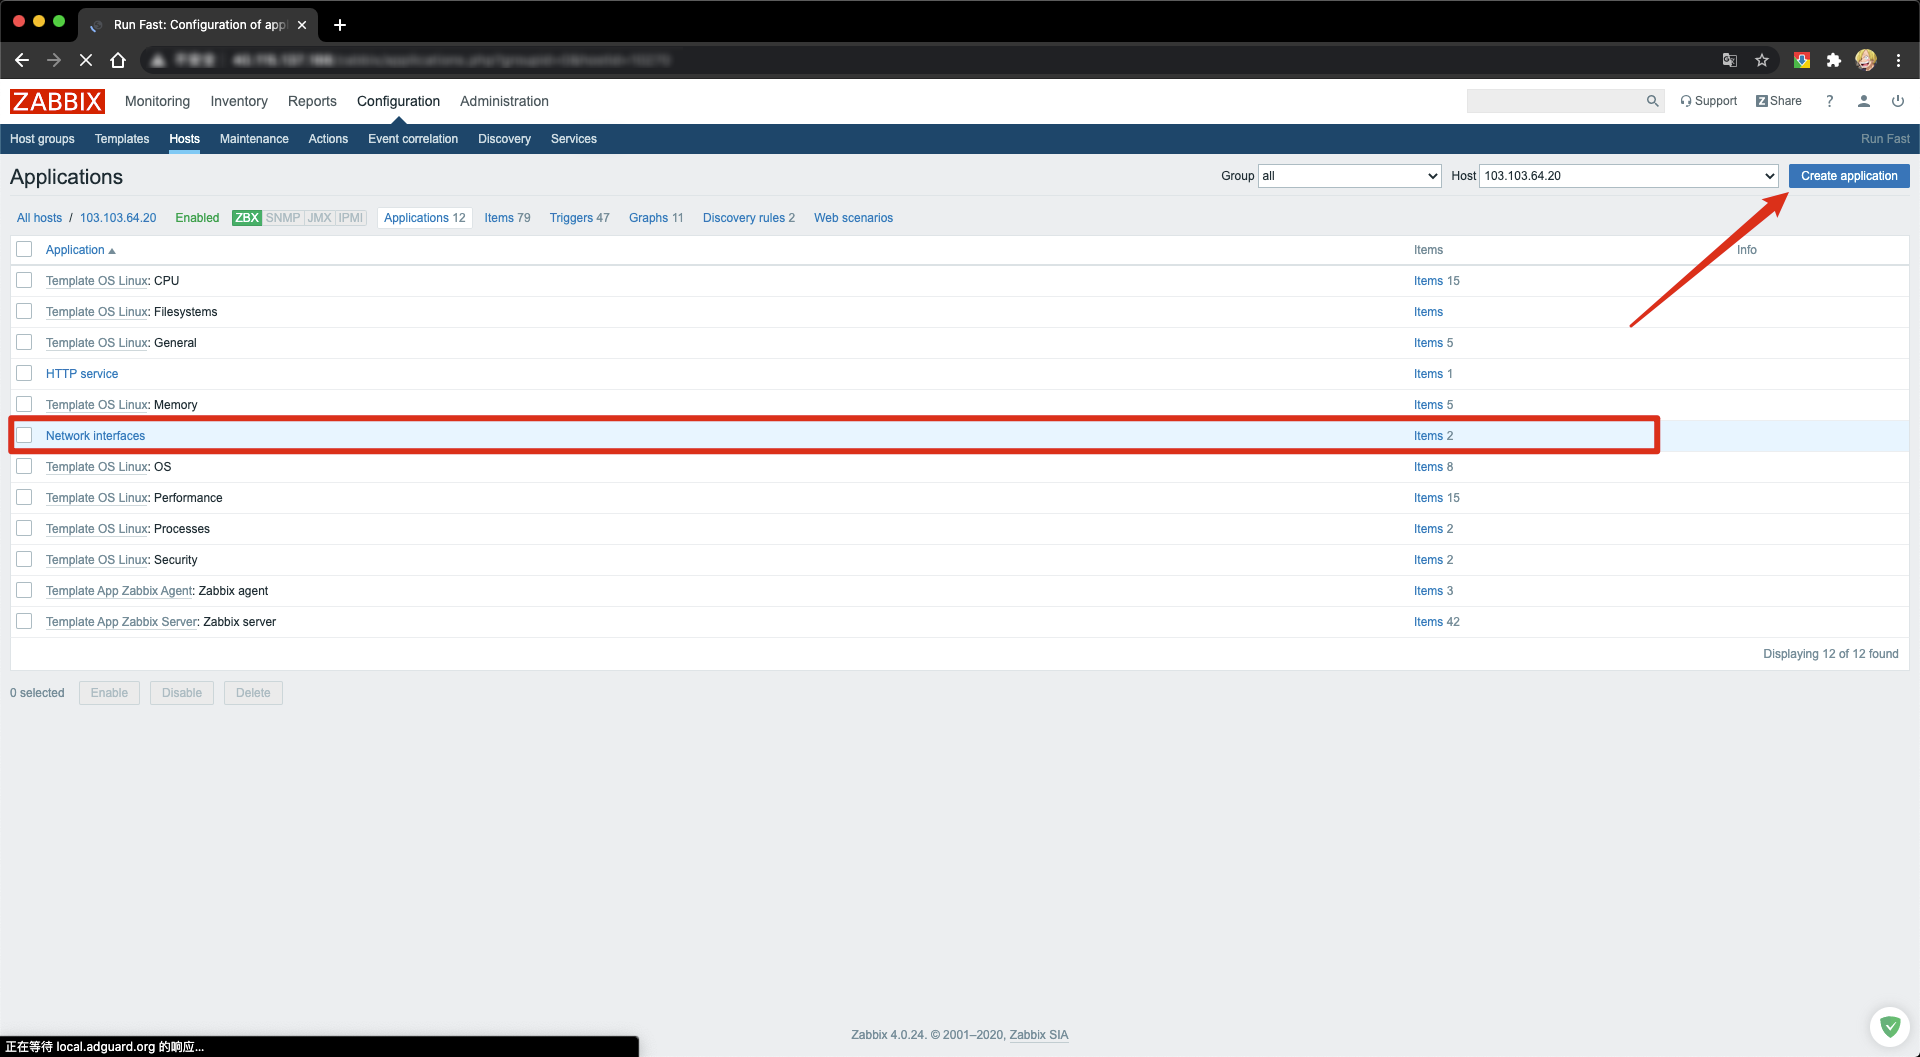 Run Fast: Configuration of app
ZABBIX Monitoring Inventory Reports Configuration Administration Support Z Share ?
Host groups Templates Hosts Maintenance Actions Event correlation Discovery Services Run Fast
Applications Group all Host 103.103.64.20 Create application
All hosts / 103.103.64.20 Enabled ZBX SNMP JMX IPMI Applications 12 Items 79 Triggers 47 Graphs 11 Discovery rules 2 Web scenarios
Application Items Info
Template OS Linux: CPU Items 15
Template OS Linux: Filesystems Items
Template OS Linux: General Items 5
HTTP service Items 1
Template OS Linux: Memory Items 5
Network interfaces Items 2
Template OS Linux: OS Items 8
Template OS Linux: Performance Items 15
Template OS Linux: Processes Items 2
Template OS Linux: Security Items 2
Template App Zabbix Agent: Zabbix agent Items 3
Template App Zabbix Server: Zabbix server Items 42
Displaying 12 of 12 found
0 selected Enable Disable Delete
Zabbix 4.0.24. © 2001–2020, Zabbix SIA
正在等待 local.adguard.org 的响应...